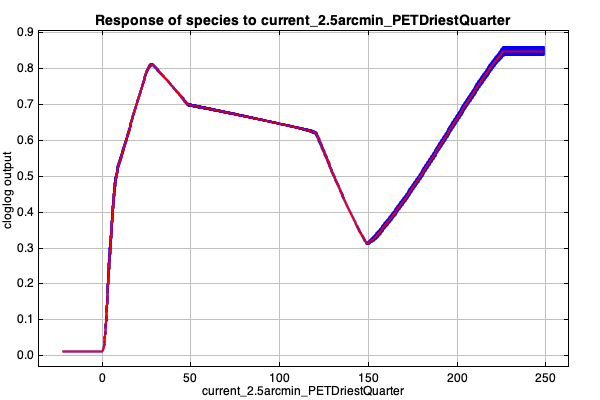 Response of species to current_2.5arcmin_PETDriestQuarter
0.9
0.8
0.7
0.6
0.5
0.4
0.3
0.2
0.1
0.0
cloglog output
0 50 100 150 200 250
current_2.5arcmin_PETDriestQuarter